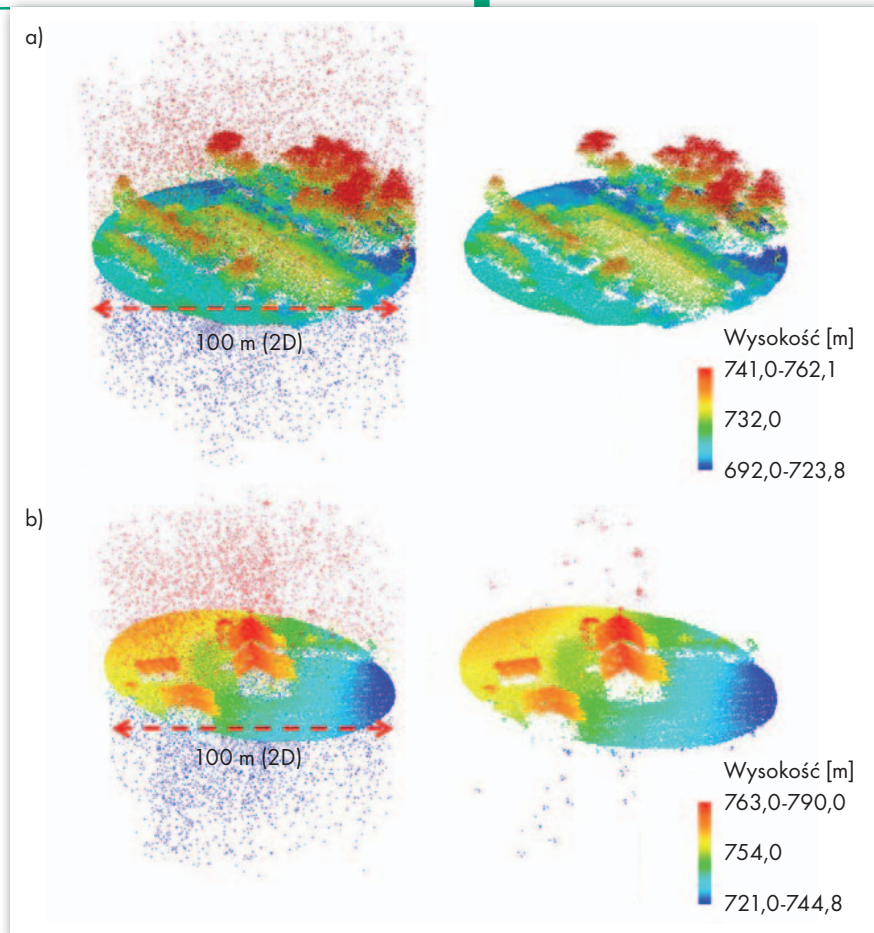 a)
100 m (2D)
Wysokość [m]
741,0-762,1
732,0
692,0-723,8
b)
100 m (2D)
Wysokość [m]
763,0-790,0
754,0
721,0-744,8